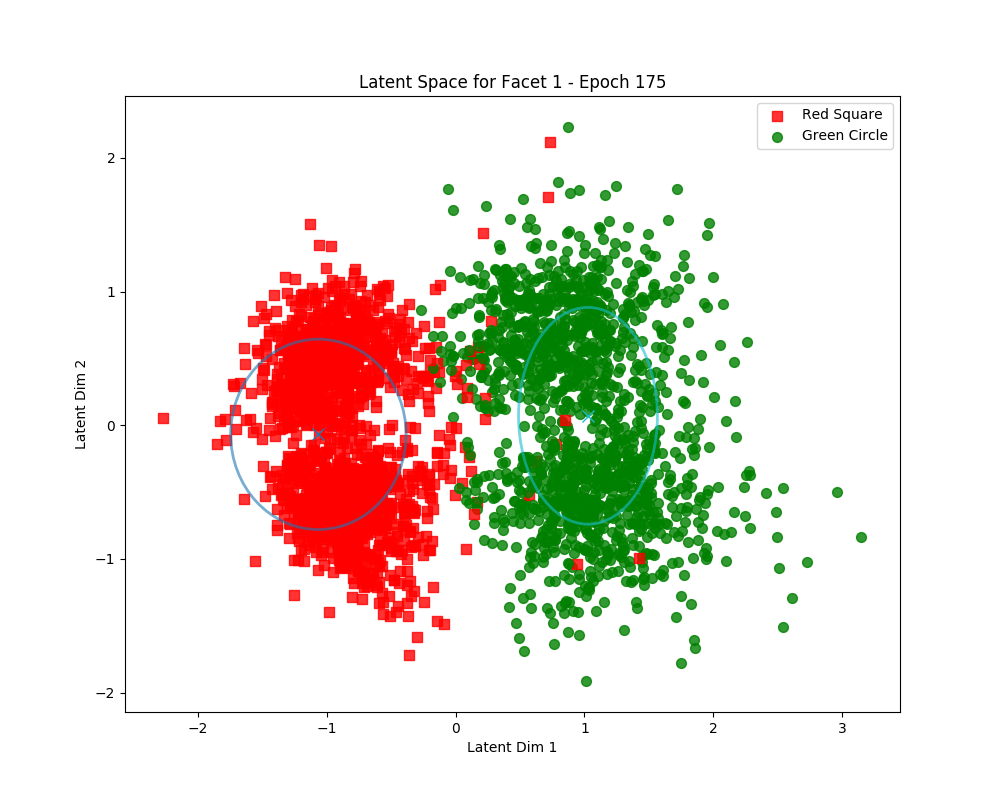 Latent Space for Facet 1 - Epoch 175
Red Square
Green Circle
2
1
0
−1
−2
Latent Dim 2
−2
−1
0
1
2
3
Latent Dim 1